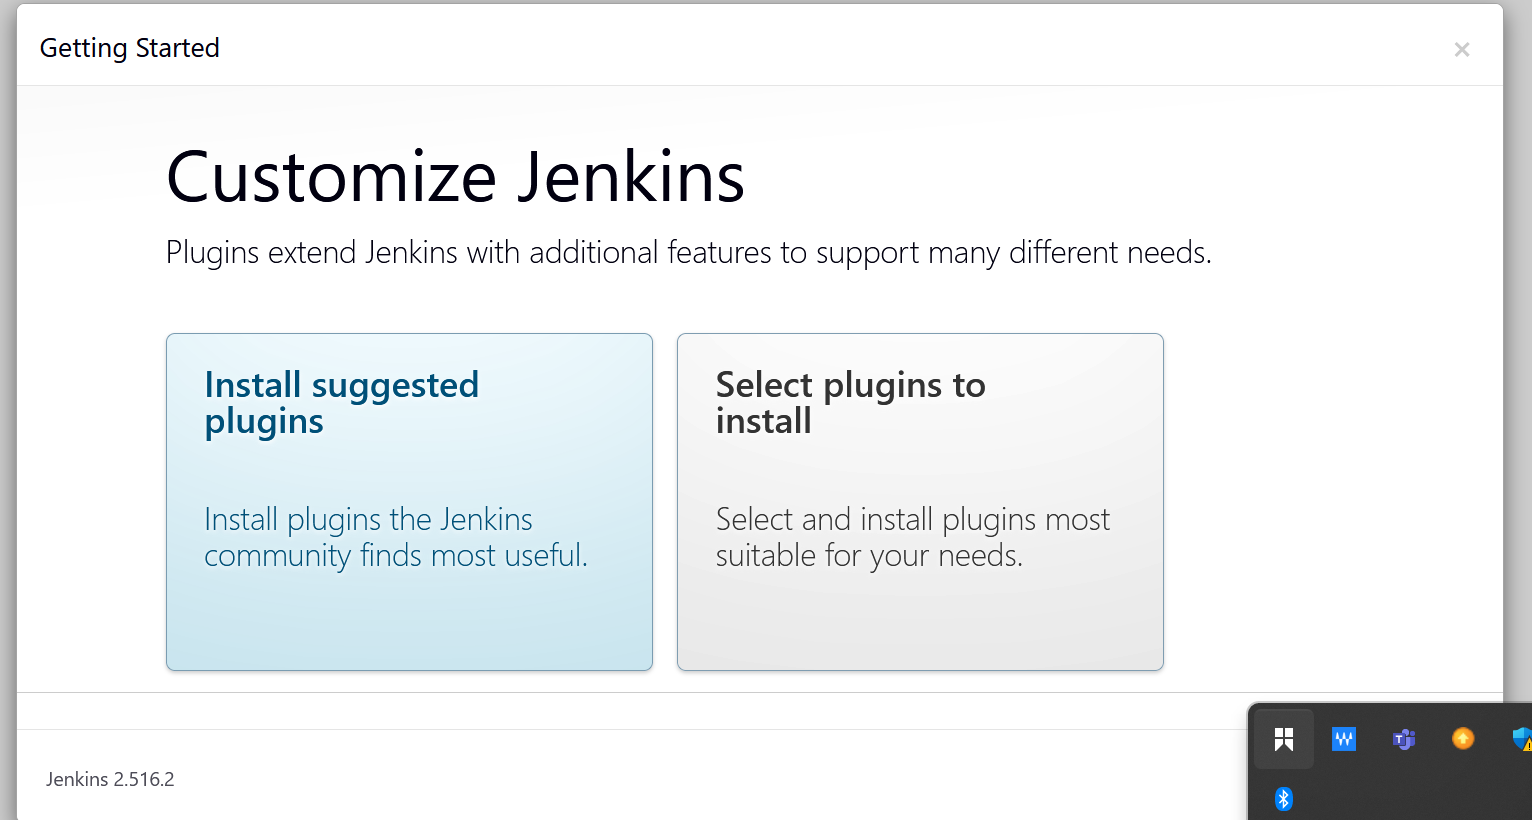 Getting Started
×
Customize Jenkins
Plugins extend Jenkins with additional features to support many different needs.
Install suggested
plugins
Install plugins the Jenkins
community finds most useful.
Select plugins to
install
Select and install plugins most
suitable for your needs.
Jenkins 2.516.2